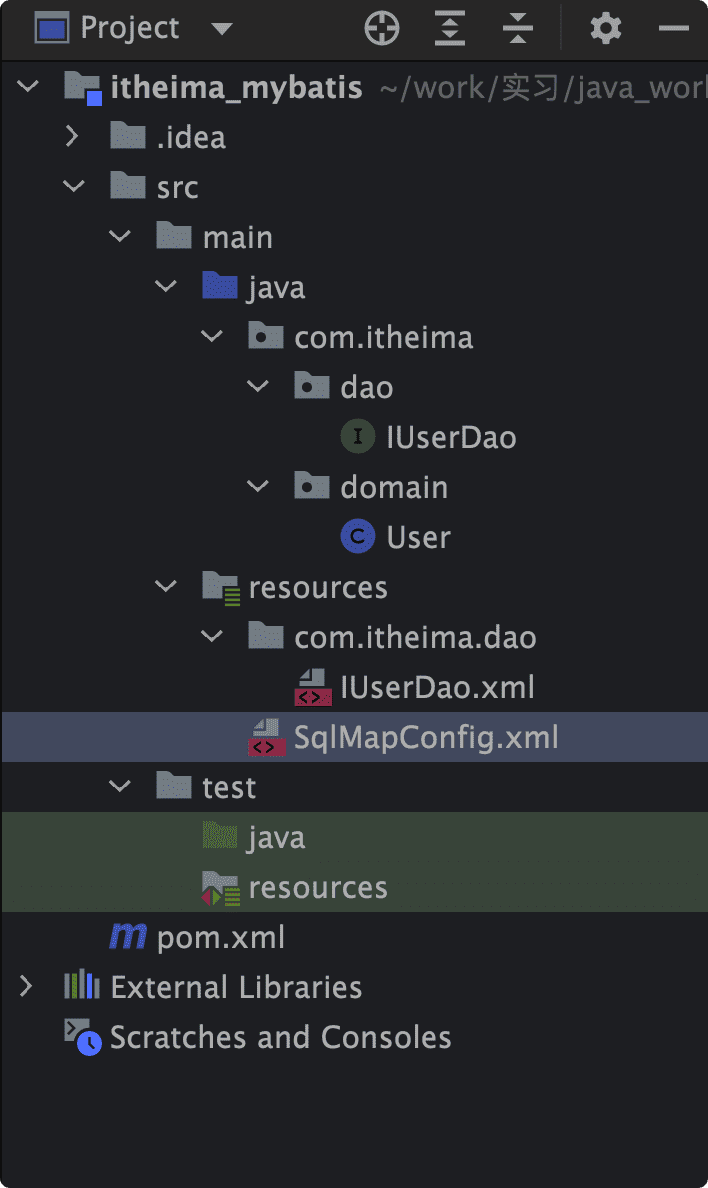 Project
itheima_mybatis ~/work/实习/java_wor
.idea
src
main
java
com.itheima
dao
IUserDao
domain
User
resources
com.itheima.dao
IUserDao.xml
SqlMapConfig.xml
test
java
resources
pom.xml
External Libraries
Scratches and Consoles